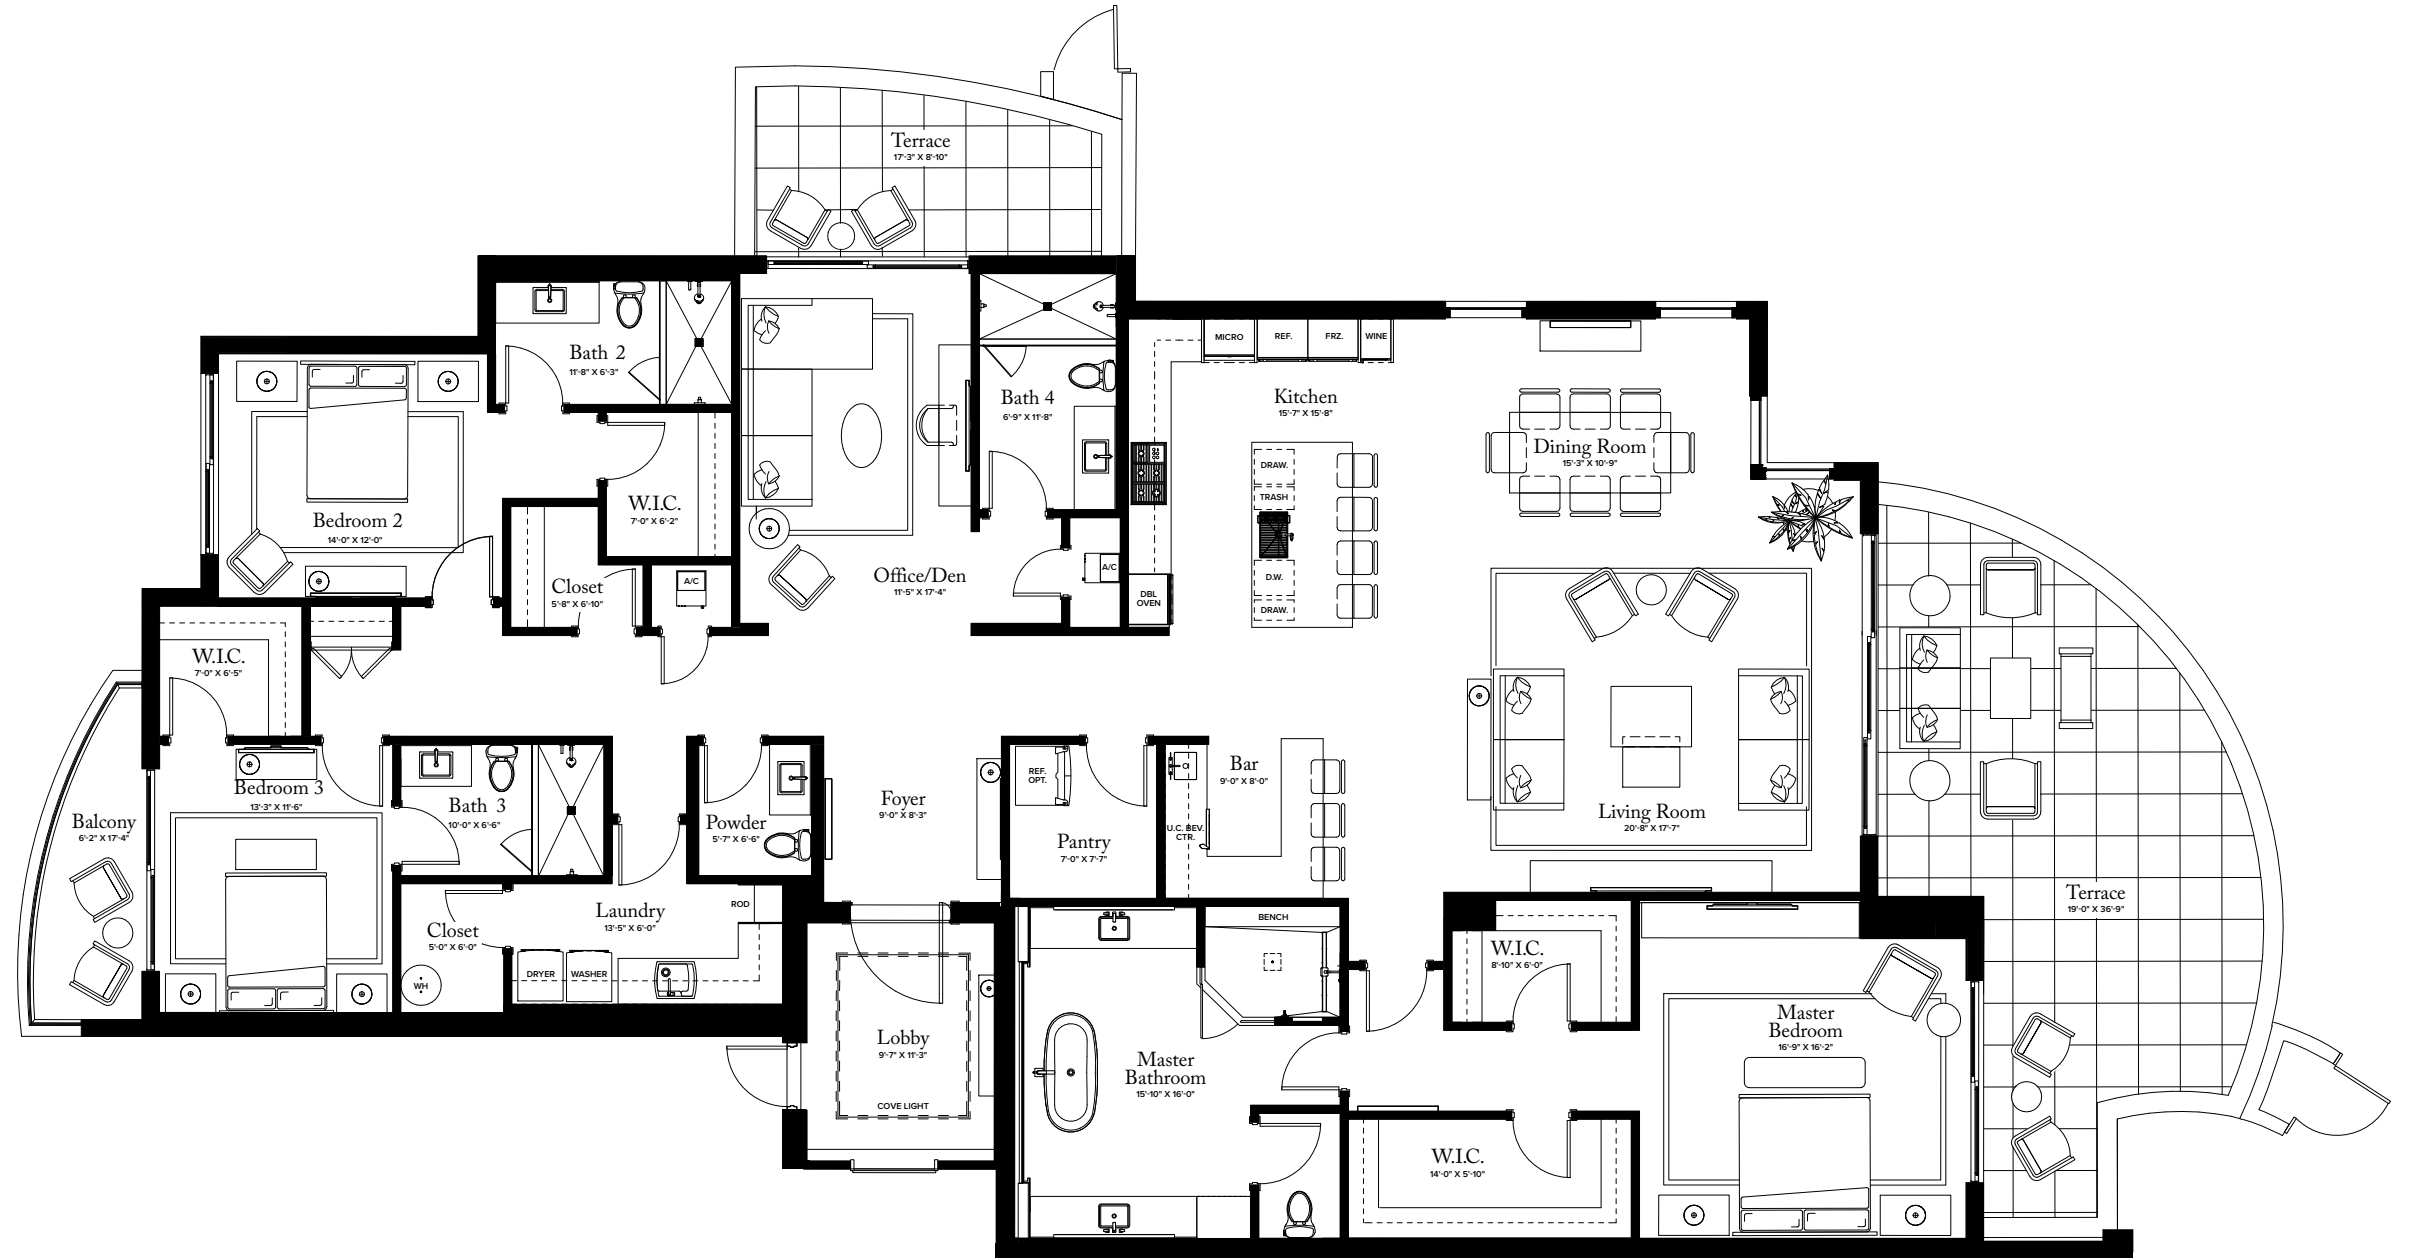 Terrace
17'-3" X 8'-10"
Bath 2
11'-8" X 6'-3"
MICRO
REF.
FRZ.
WINE
Bath 4
6'-9" X 11'-8"
Kitchen
15'-7" X 15'-8"
Dining Room
15'-3" X 10'-9"
DRAW.
TRASH
D.W.
DRAW.
DBL
OVEN
Bedroom 2
14'-0" X 12'-0"
W.I.C.
7'-0" X 6'-2"
Closet
5'-8" X 6'-10"
A/C
Office/Den
11'-5" X 17'-4"
A/C
W.I.C.
7'-0" X 6'-5"
Balcony
6'-2" X 17'-4"
Bedroom 3
13'-3" X 11'-6"
Bath 3
10'-0" X 6'-6"
Powder
5'-7" X 6'-6"
Foyer
9'-0" X 8'-3"
REF.
OPT.
Pantry
7'-0" X 7'-7"
Bar
9'-0" X 8'-0"
U.C. BEV.
CTR.
Living Room
20'-8" X 17'-7"
Terrace
19'-0" X 36'-9"
Closet
5'-0" X 6'-0"
WH
Laundry
13'-5" X 6'-0"
ROD
DRYER
WASHER
Lobby
9'-7" X 11'-3"
COVE LIGHT
BENCH
Master
Bathroom
15'-10" X 16'-0"
W.I.C.
8'-10" X 6'-0"
W.I.C.
14'-0" X 5'-10"
Master
Bedroom
16'-9" X 16'-2"